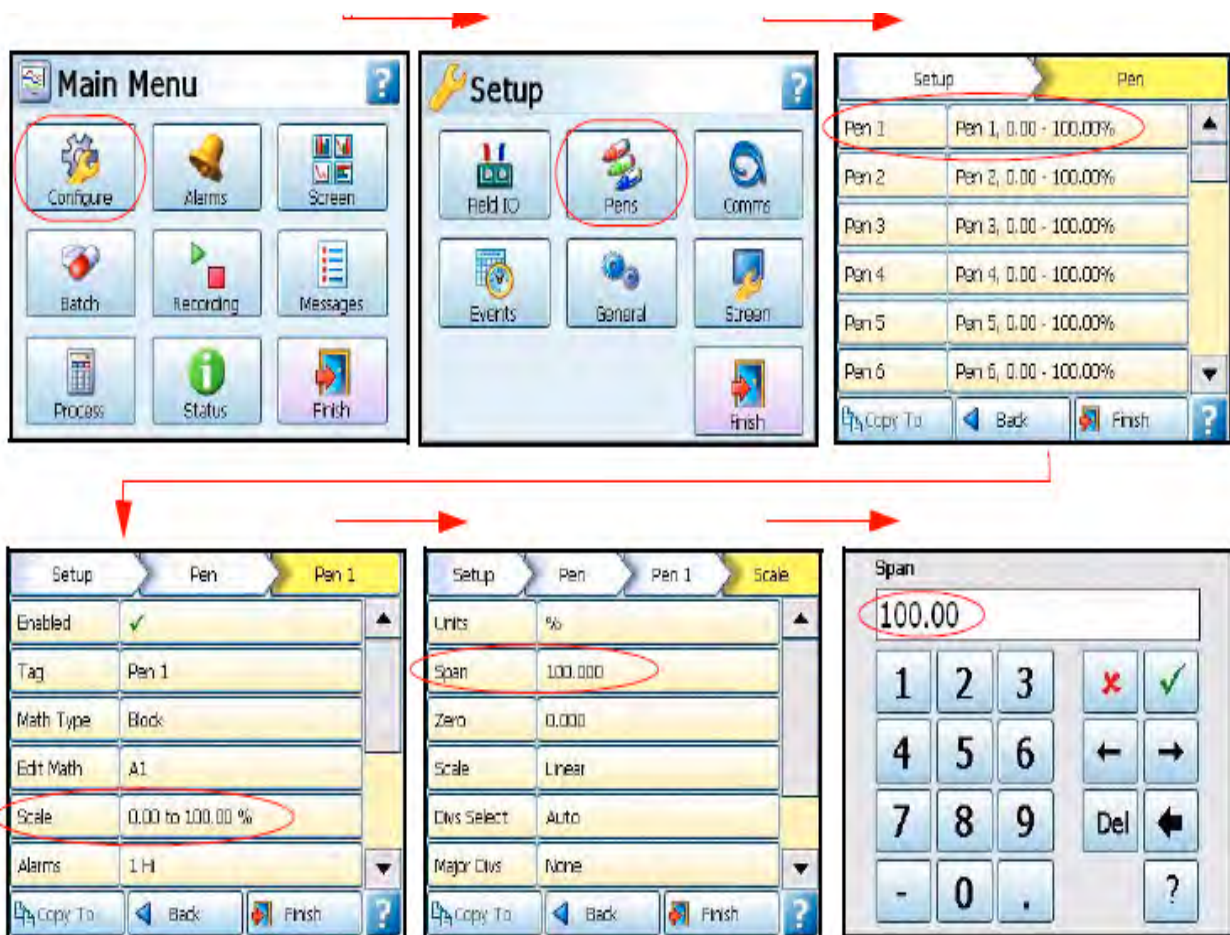 Main Menu ?
Configure Alarms Screen
Batch Recording Messages
Process Status Finish
Setup ?
Field IO Pens Comms
Events General Screen
Finish
Setup Pen
Pen 1 Pen 1, 0.00 - 100.00%
Pen 2 Pen 2, 0.00 - 100.00%
Pen 3 Pen 3, 0.00 - 100.00%
Pen 4 Pen 4, 0.00 - 100.00%
Pen 5 Pen 5, 0.00 - 100.00%
Pen 6 Pen 6, 0.00 - 100.00%
Copy To Back Finish ?
Setup Pen Pen 1
Enabled ✓
Tag Pen 1
Math Type Block
Edit Math A1
Scale 0.00 to 100.00 %
Alarms 1 Hi
Copy To Back Finish ?
Setup Pen Pen 1 Scale
Units %
Span 100.000
Zero 0.000
Scale Linear
Divs Select Auto
Major Divs None
Copy To Back Finish ?
Span
100.00
1 2 3
4 5 6
7 8 9 Del
- 0 . ?